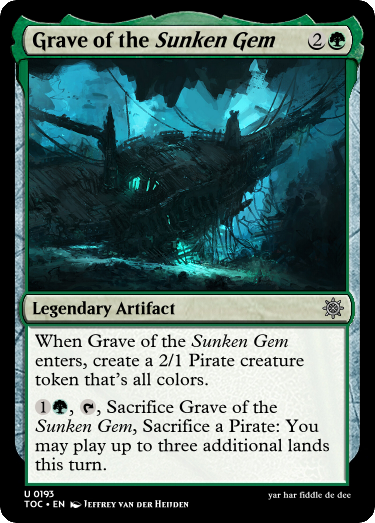 Grave of the Sunken Gem 2
Legendary Artifact
When Grave of the Sunken Gem
enters, create a 2/1 Pirate creature
token that's all colors.
1 , , Sacrifice Grave of the
Sunken Gem, Sacrifice a Pirate: You
may play up to three additional lands
this turn.
U 0193
TOC • EN Jeffrey van der Heijden
yar har fiddle de dee